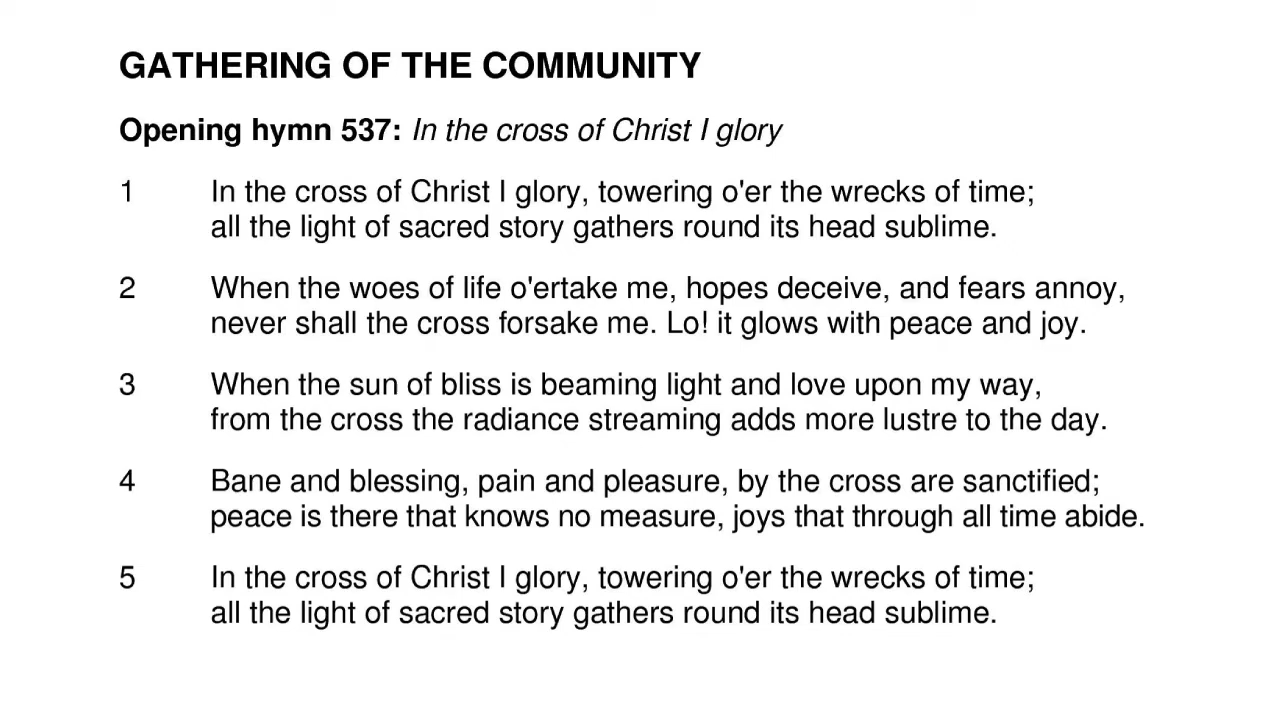 GATHERING OF THE COMMUNITY
Opening hymn 537: In the cross of Christ I glory
1 In the cross of Christ I glory, towering o'er the wrecks of time;
all the light of sacred story gathers round its head sublime.
2 When the woes of life o'ertake me, hopes deceive, and fears annoy,
never shall the cross forsake me. Lo! it glows with peace and joy.
3 When the sun of bliss is beaming light and love upon my way,
from the cross the radiance streaming adds more lustre to the day.
4 Bane and blessing, pain and pleasure, by the cross are sanctified;
peace is there that knows no measure, joys that through all time abide.
5 In the cross of Christ I glory, towering o'er the wrecks of time;
all the light of sacred story gathers round its head sublime.